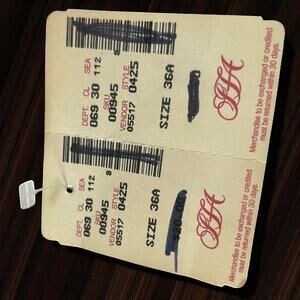 8
DEPT. CL SEA
069 30 112
SKU
00945
VENDOR STYLE
05517 0425
SIZE 36A
Merchandise to be exchanged or credited
must be returned within 30 days.
8
DEPT. CL SEA
069 30 112
SKU
00945
VENDOR STYLE
05517 0425
SIZE 36A
Merchandise to be exchanged or credited
must be returned within 30 days.